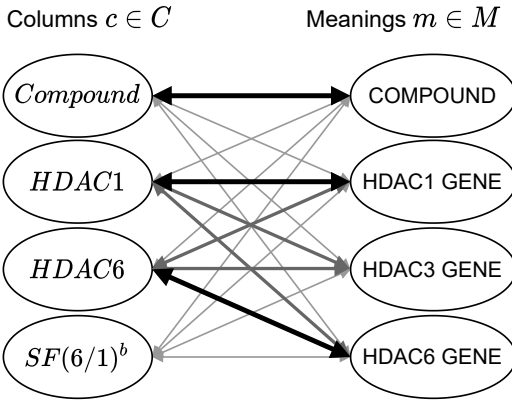 Columns c ∈ C Meanings m ∈ M
Compound COMPOUND
HDAC1 HDAC1 GENE
HDAC6 HDAC3 GENE
SF(6/1)ᵇ HDAC6 GENE